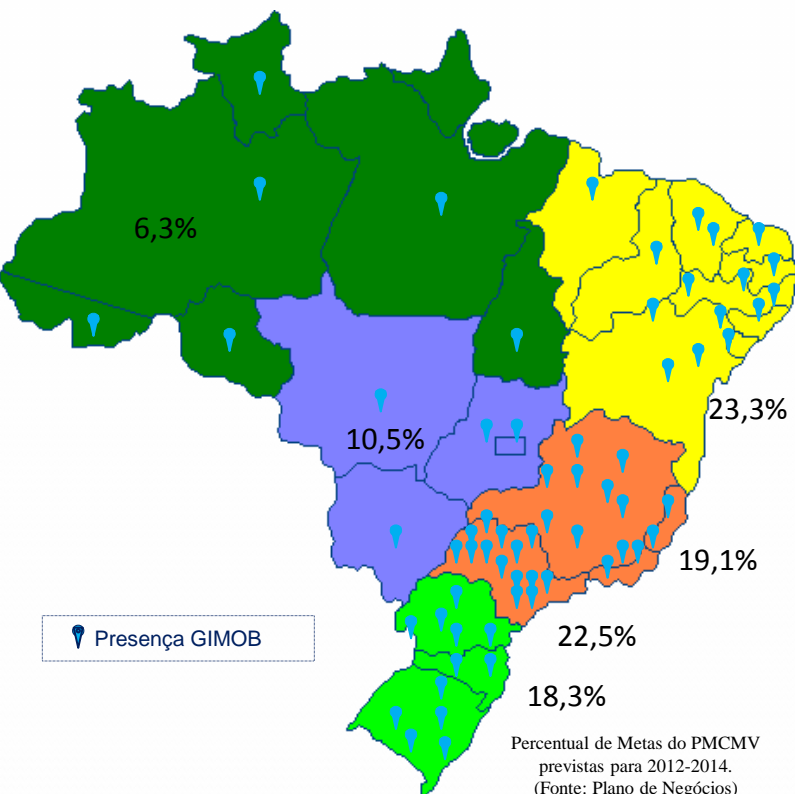 6,3%
23,3%
10,5%
19,1%
Presença GIMOB
22,5%
18,3%
Percentual de Metas do PMCMV
previstas para 2012-2014.
(Fonte: Plano de Negócios)